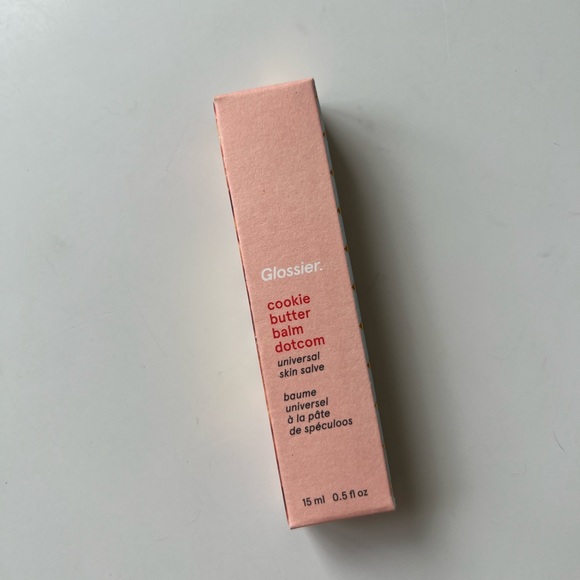 Glossier.
cookie
butter
balm
dotcom
universal
skin salve
baume
universel
à la pâte
de spéculoos
15 ml 0.5 fl oz